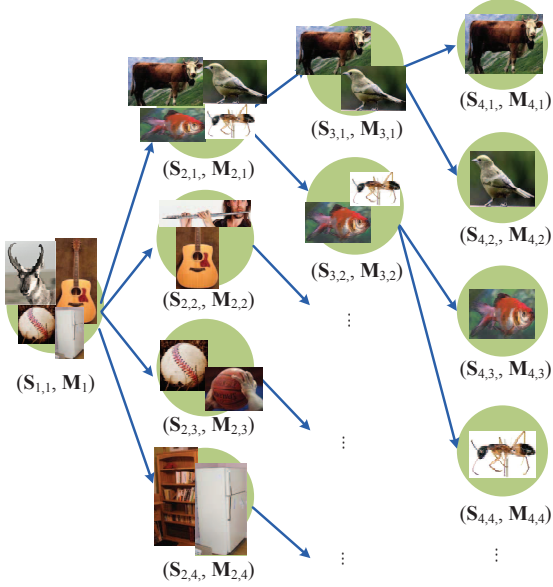 (S4,1,, M4,1)
(S3,1,, M3,1)
(S2,1,, M2,1)
(S4,2,, M4,2)
(S3,2,, M3,2)
(S2,2,, M2,2)
⋮
(S1,1, M1)
(S4,3,, M4,3)
(S2,3,, M2,3)
⋮
(S4,4,, M4,4)
(S2,4,, M2,4)
⋮
⋮